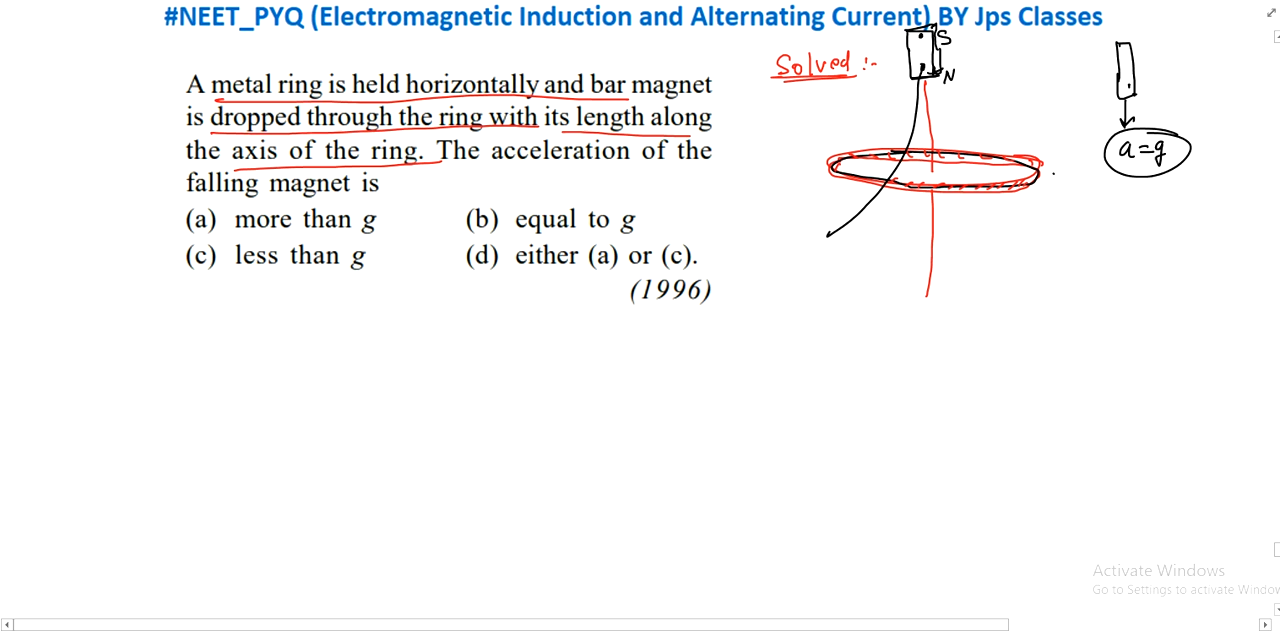 #NEET_PYQ (Electromagnetic Induction and Alternating Current) BY Jps Classes
A metal ring is held horizontally and bar magnet
is dropped through the ring with its length along
the axis of the ring. The acceleration of the
falling magnet is
(a) more than g (b) equal to g
(c) less than g (d) either (a) or (c).
(1996)
Solved :-
S
N
a=g
Activate Windows
Go to Settings to activate Window